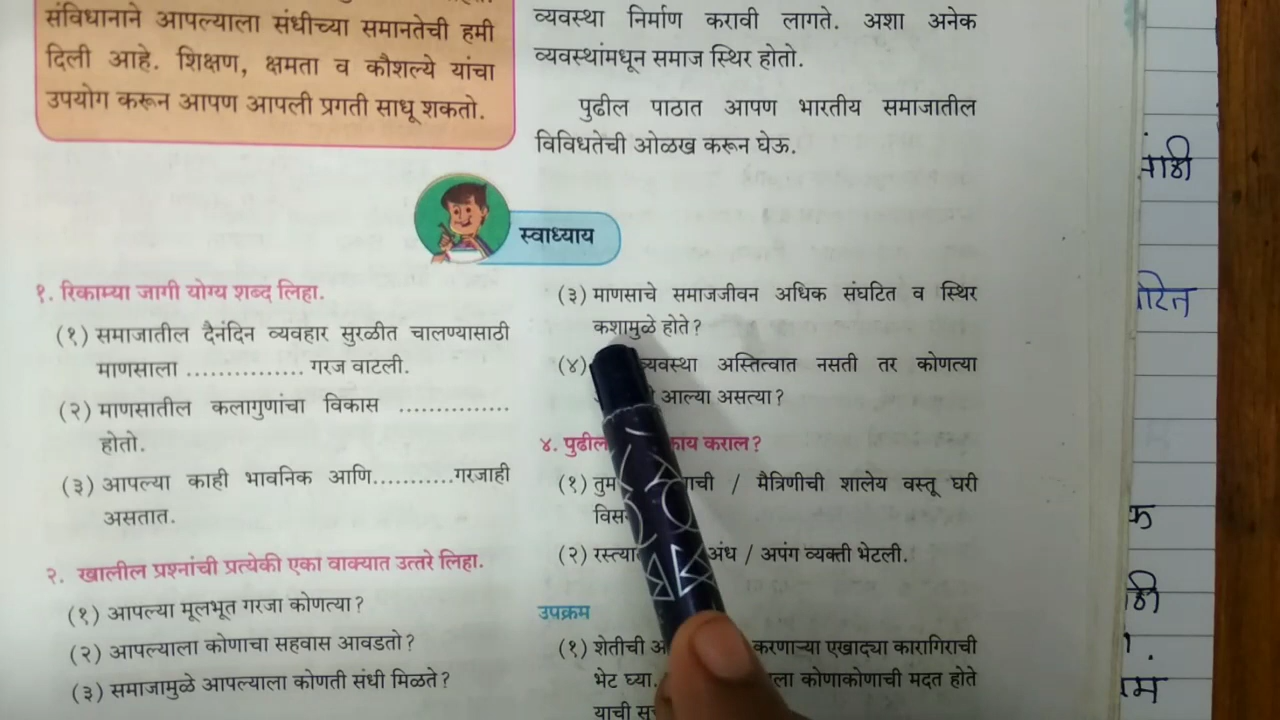 संविधानाने आपल्याला संधीच्या समानतेची हमी
दिली आहे. शिक्षण, क्षमता व कौशल्ये यांचा
उपयोग करून आपण आपली प्रगती साधू शकतो.
व्यवस्था निर्माण करावी लागते. अशा अनेक
व्यवस्थांमधून समाज स्थिर होतो.
पुढील पाठात आपण भारतीय समाजातील
विविधतेची ओळख करून घेऊ.
स्वाध्याय
१. रिकाम्या जागी योग्य शब्द लिहा.
(१) समाजातील दैनंदिन व्यवहार सुरळीत चालण्यासाठी
माणसाला ............... गरज वाटली.
(२) माणसातील कलागुणांचा विकास ...............
होतो.
(३) आपल्या काही भावनिक आणि............गरजाही
असतात.
२. खालील प्रश्नांची प्रत्येकी एका वाक्यात उत्तरे लिहा.
(१) आपल्या मूलभूत गरजा कोणत्या?
(२) आपल्याला कोणाचा सहवास आवडतो?
(३) समाजामुळे आपल्याला कोणती संधी मिळते?
(३) माणसाचे समाजजीवन अधिक संघटित व स्थिर
कशामुळे होते?
(४) व्यवस्था अस्तित्वात नसती तर कोणत्या
आल्या असत्या?
४. पुढील काय कराल?
(१) / मैत्रिणीची शालेय वस्तू घरी
(२) अंध / अपंग व्यक्ती भेटली.
उपक्रम
(१) शेतीची करणाऱ्या एखाद्या कारागिराची
भेट घ्या. कोणाकोणाची मदत होते
याची